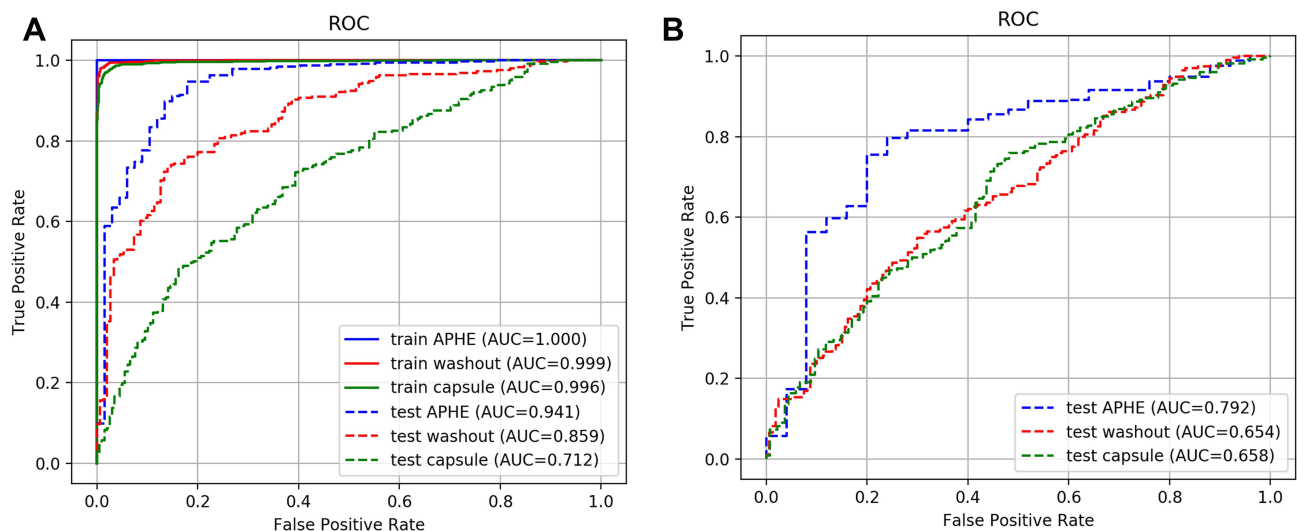 A
ROC
True Positive Rate
1.0
0.8
0.6
0.4
0.2
0.0
train APHE (AUC=1.000)
train washout (AUC=0.999)
train capsule (AUC=0.996)
test APHE (AUC=0.941)
test washout (AUC=0.859)
test capsule (AUC=0.712)
0.0 0.2 0.4 0.6 0.8 1.0
False Positive Rate
B
ROC
True Positive Rate
1.0
0.8
0.6
0.4
0.2
0.0
test APHE (AUC=0.792)
test washout (AUC=0.654)
test capsule (AUC=0.658)
0.0 0.2 0.4 0.6 0.8 1.0
False Positive Rate